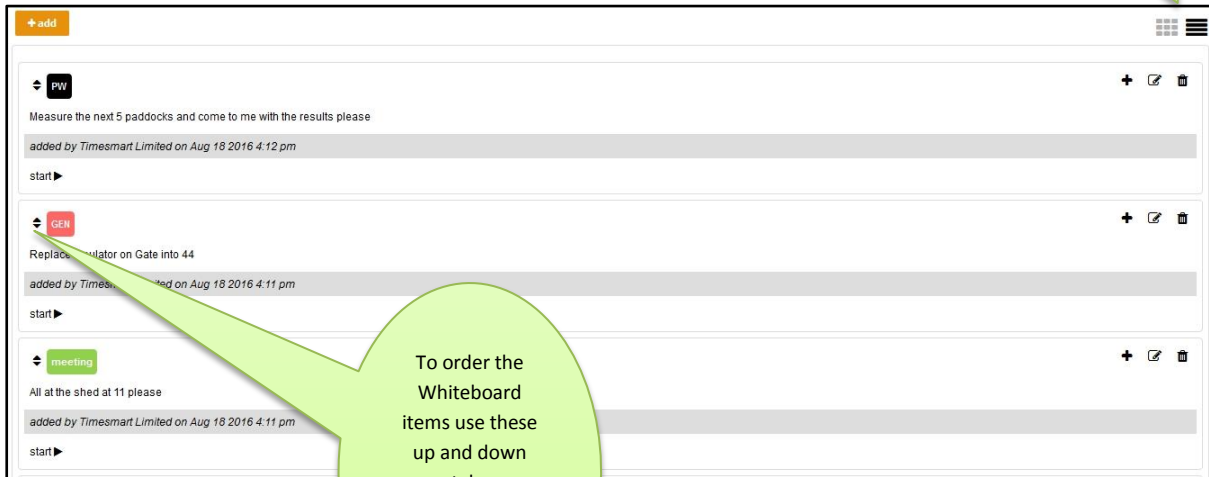 + add
PW
Measure the next 5 paddocks and come to me with the results please
added by Timesmart Limited on Aug 18 2016 4:12 pm
start
GEN
Replace on Gate into 44
added by on Aug 18 2016 4:11 pm
start
meeting
All at the shed at 11 please
added by Timesmart Limited on Aug 18 2016 4:11 pm
start
To order the
Whiteboard
items use these
up and down